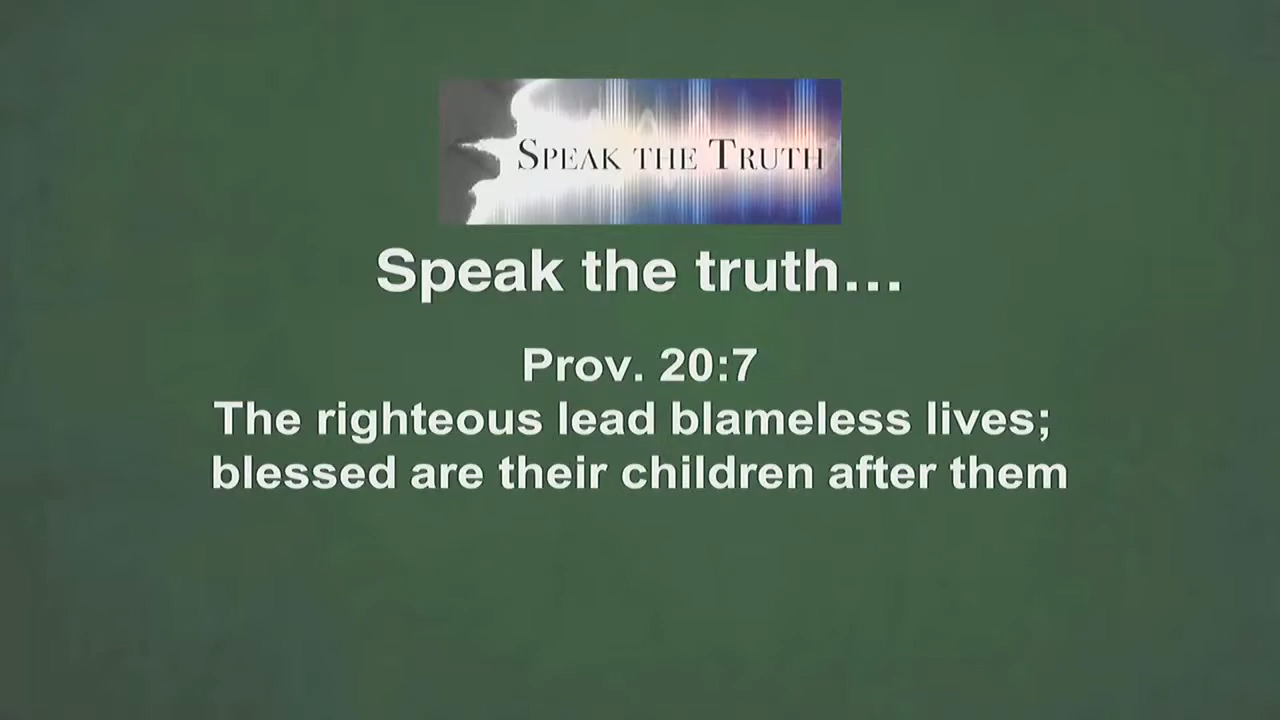 SPEAK THE TRUTH
Speak the truth...
Prov. 20:7
The righteous lead blameless lives;
blessed are their children after them